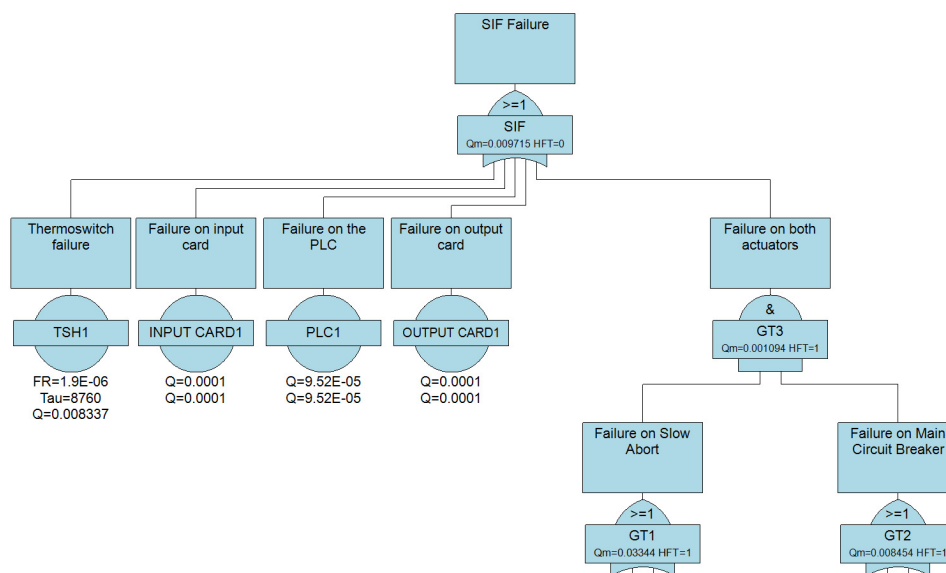 SIF Failure
>=1
SIF
Qm=0.009715 HFT=0
Thermoswitch
failure
TSH1
FR=1.9E-06
Tau=8760
Q=0.008337
Failure on input
card
INPUT CARD1
Q=0.0001
Q=0.0001
Failure on the
PLC
PLC1
Q=9.52E-05
Q=9.52E-05
Failure on output
card
OUTPUT CARD1
Q=0.0001
Q=0.0001
Failure on both
actuators
&
GT3
Qm=0.001094 HFT=1
Failure on Slow
Abort
>=1
GT1
Qm=0.03344 HFT=1
Failure on Main
Circuit Breaker
>=1
GT2
Qm=0.008454 HFT=1